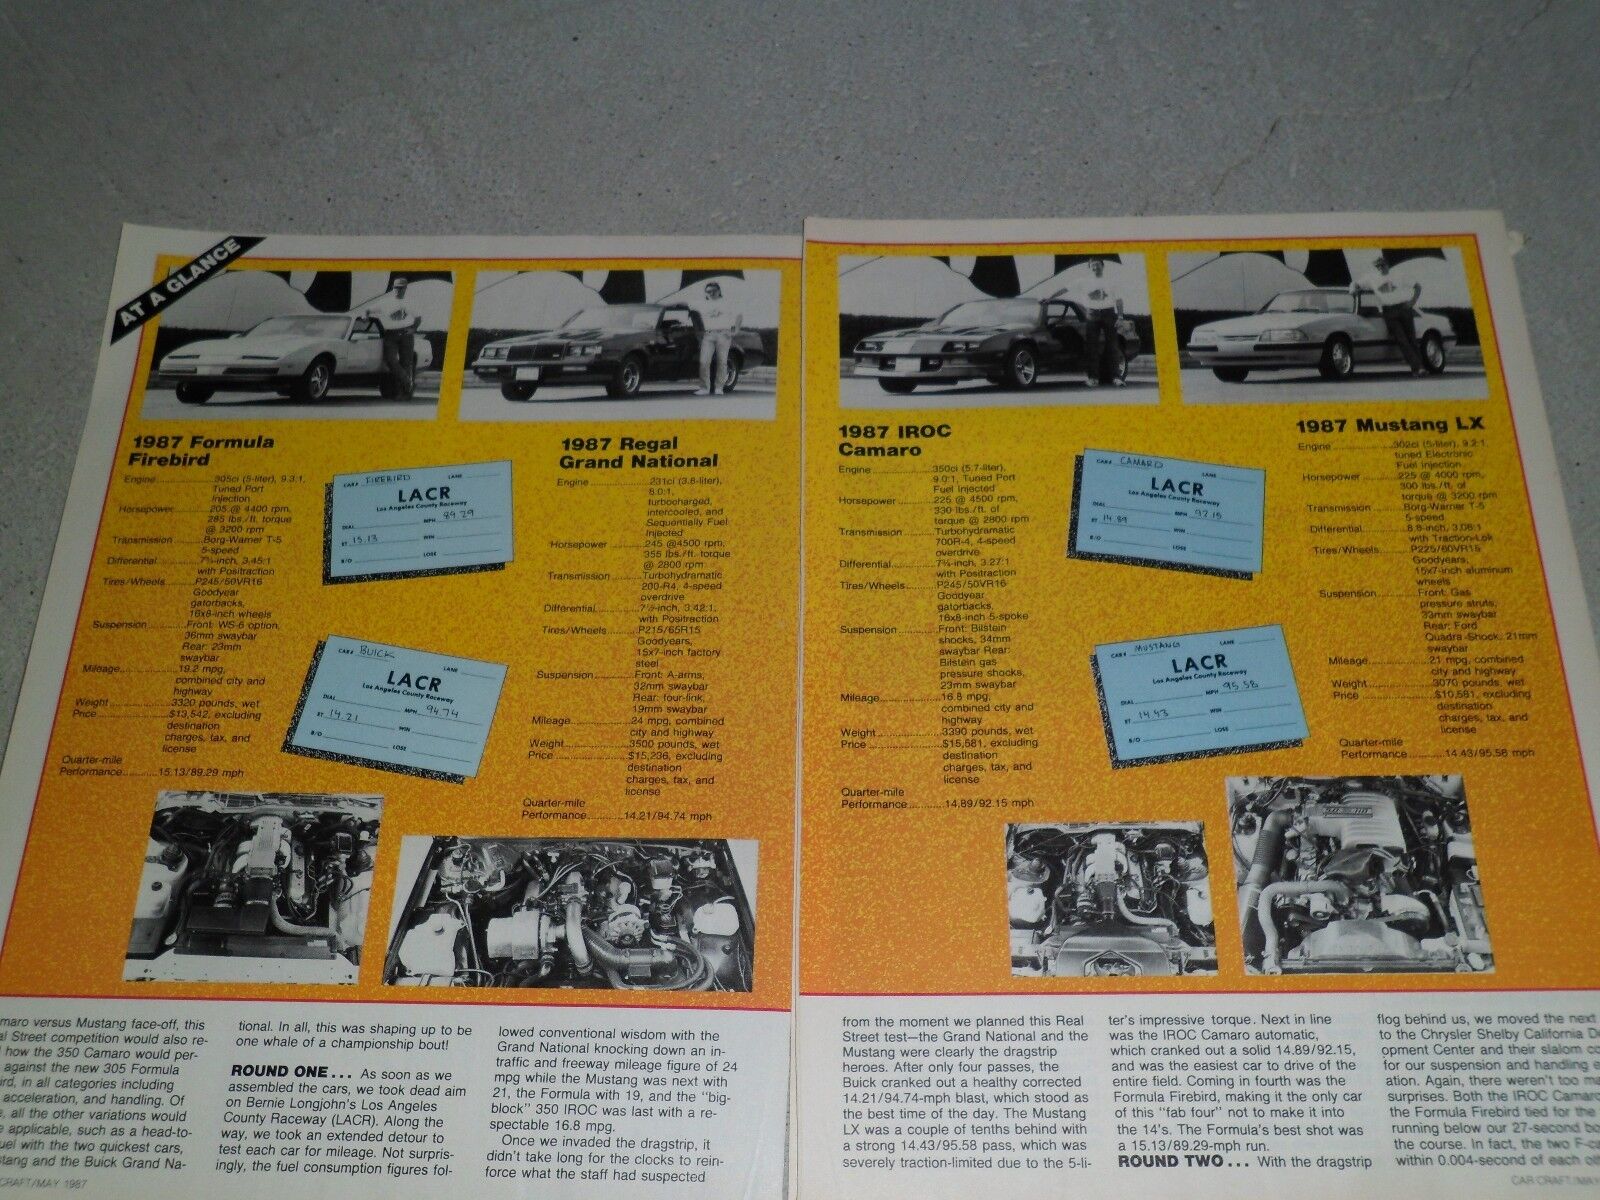 AT A GLANCE
1987 Formula
Firebird
Engine 305ci (5-liter), 9.3:1,
Tuned Port
Injection
Horsepower 205 @ 4400 rpm,
285 lbs./ft. torque
@ 3200 rpm
Transmission Borg-Warner T-5
5-speed
Differential 7½-inch, 3.45:1
with Positraction
Tires/Wheels P245/50VR16
Goodyear
gatorbacks,
16x8-inch wheels
Suspension Front: WS-6 option,
36mm swaybar
Rear: 23mm
swaybar
Mileage 19.2 mpg,
combined city and
highway
Weight 3320 pounds, wet
Price $13,542, excluding
destination
charges, tax, and
license
Quarter-mile
Performance 15.13/89.29 mph
CAR# FIREBIRD LANE
LACR
Los Angeles County Raceway
DIAL MPH 89.29
ET 15.13 WIN
B/O LOSE
CAR# BUICK LANE
LACR
Los Angeles County Raceway
DIAL MPH 94.74
ET 14.21 WIN
B/O LOSE
1987 Regal
Grand National
Engine 231ci (3.8-liter),
8.0:1,
turbocharged,
intercooled, and
Sequentially Fuel
Injected
Horsepower 245 @4500 rpm,
355 lbs./ft. torque
@ 2800 rpm
Transmission Turbohydramatic
200-R4, 4-speed
overdrive
Differential 7½-inch, 3.42:1,
with Positraction
Tires/Wheels P215/65R15
Goodyears,
15x7-inch factory
steel
Suspension Front: A-arms,
32mm swaybar
Rear: four-link,
19mm swaybar
Mileage 24 mpg, combined
city and highway
Weight 3500 pounds, wet
Price $15,236, excluding
destination
charges, tax, and
license
Quarter-mile
Performance 14.21/94.74 mph
1987 IROC
Camaro
Engine 350ci (5.7-liter),
9.0:1, Tuned Port
Fuel Injected
Horsepower 225 @ 4500 rpm,
330 lbs./ft. of
torque @ 2800 rpm
Transmission Turbohydramatic
700R-4, 4-speed
overdrive
Differential 7¾-inch, 3.27:1
with Positraction
Tires/Wheels P245/50VR16
Goodyear
gatorbacks,
16x8-inch 5-spoke
Suspension Front: Bilstein
shocks, 34mm
swaybar Rear:
Bilstein gas
pressure shocks,
23mm swaybar
Mileage 16.8 mpg,
combined city and
highway
Weight 3390 pounds, wet
Price $15,581, excluding
destination
charges, tax, and
license
Quarter-mile
Performance 14.89/92.15 mph
CAR# CAMARO LANE
LACR
Los Angeles County Raceway
DIAL MPH 92.15
ET 14.89 WIN
B/O LOSE
CAR# MUSTANG LANE
LACR
Los Angeles County Raceway
DIAL MPH 95.58
ET 14.43 WIN
B/O LOSE
1987 Mustang LX
Engine 302ci (5-liter), 9.2:1,
tuned Electronic
Fuel Injection
Horsepower 225 @ 4000 rpm,
300 lbs./ft. of
torque @ 3200 rpm
Transmission Borg-Warner T-5
5-speed
Differential 8.8-inch, 3.08:1
with Traction-Lok
Tires/Wheels P225/60VR15
Goodyears,
15x7-inch aluminum
wheels
Suspension Front: Gas
pressure struts,
33mm swaybar
Rear: Ford
Quadra-Shock, 21mm
swaybar
Mileage 21 mpg, combined
city and highway
Weight 3070 pounds, wet
Price $10,581, excluding
destination
charges, tax, and
license
Quarter-mile
Performance 14.43/95.58 mph
maro versus Mustang face-off, this
al Street competition would also re-
how the 350 Camaro would per-
against the new 305 Formula
ird, in all categories including
acceleration, and handling. Of
all the other variations would
applicable, such as a head-to-
uel with the two quickest cars,
stang and the Buick Grand Na-
CRAFT/MAY 1987
tional. In all, this was shaping up to be
one whale of a championship bout!
ROUND ONE... As soon as we
assembled the cars, we took dead aim
on Bernie Longjohn's Los Angeles
County Raceway (LACR). Along the
way, we took an extended detour to
test each car for mileage. Not surpris-
ingly, the fuel consumption figures fol-
lowed conventional wisdom with the
Grand National knocking down an in-
traffic and freeway mileage figure of 24
mpg while the Mustang was next with
21, the Formula with 19, and the "big-
block" 350 IROC was last with a re-
spectable 16.8 mpg.
Once we invaded the dragstrip, it
didn't take long for the clocks to rein-
force what the staff had suspected
from the moment we planned this Real
Street test—the Grand National and the
Mustang were clearly the dragstrip
heroes. After only four passes, the
Buick cranked out a healthy corrected
14.21/94.74-mph blast, which stood as
the best time of the day. The Mustang
LX was a couple of tenths behind with
a strong 14.43/95.58 pass, which was
severely traction-limited due to the 5-li-
ter's impressive torque. Next in line
was the IROC Camaro automatic,
which cranked out a solid 14.89/92.15,
and was the easiest car to drive of the
entire field. Coming in fourth was the
Formula Firebird, making it the only car
of this "fab four" not to make it into
the 14's. The Formula's best shot was
a 15.13/89.29-mph run.
ROUND TWO... With the dragstrip
flog behind us, we moved the next
to the Chrysler Shelby California De
opment Center and their slalom co
for our suspension and handling e
ation. Again, there weren't too ma
surprises. Both the IROC Camaro
the Formula Firebird tied for the
running below our 27-second bo
the course. In fact, the two F-ca
within 0.004-second of each oth
CAR CRAFT/MAY